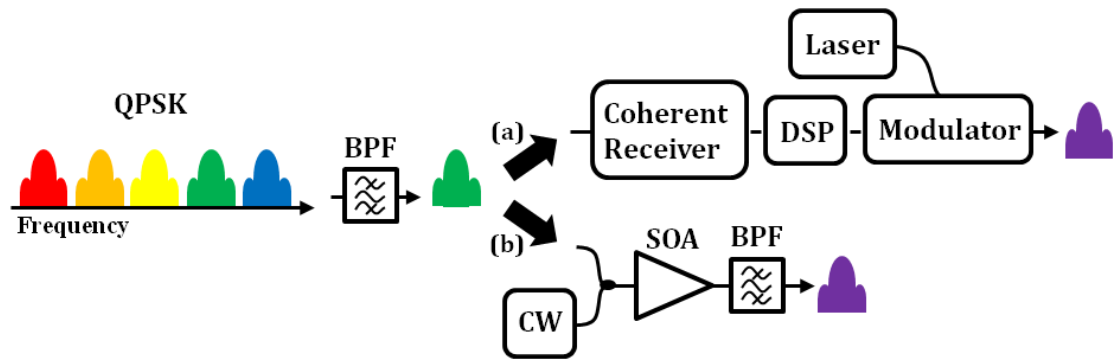 QPSK
Frequency
BPF
(a)
(b)
Laser
Coherent
Receiver
DSP
Modulator
SOA
BPF
CW